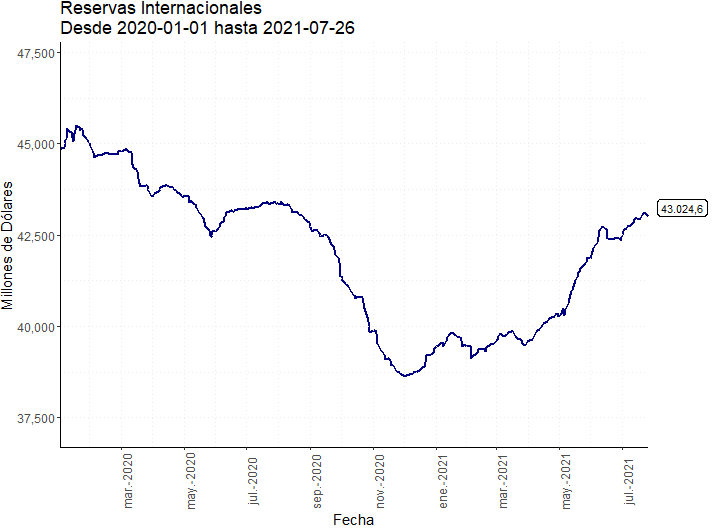 Reservas Internacionales
Desde 2020-01-01 hasta 2021-07-26
47,500
45,000
42,500
40,000
37,500
Millones de Dólares
43.024,6
mar.-2020
may.-2020
jul.-2020
sep.-2020
nov.-2020
ene.-2021
mar.-2021
may.-2021
jul.-2021
Fecha